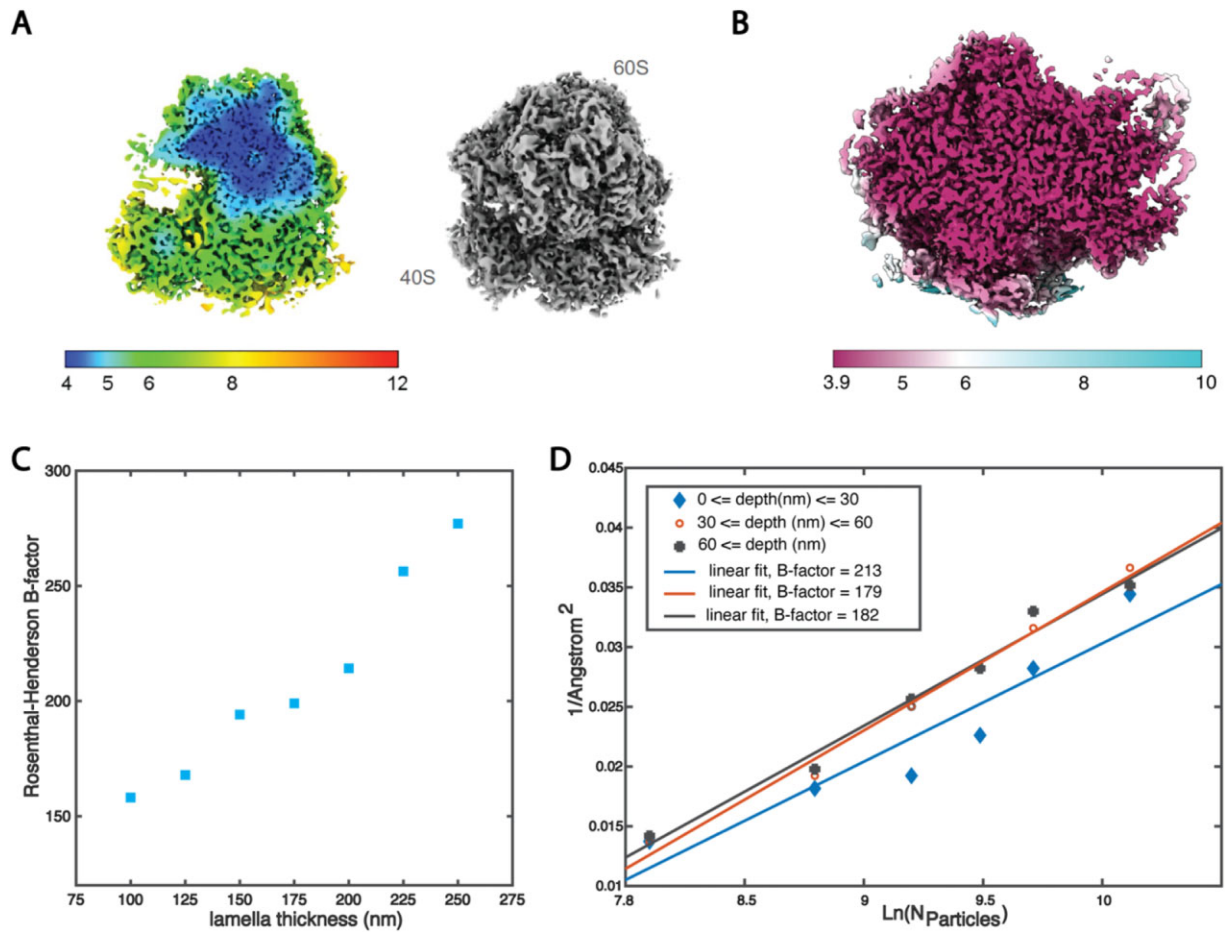 A
B
60S
40S
4 5 6 8 12
3.9 5 6 8 10
C
D
Rosenthal-Henderson B-factor
300
250
200
150
75 100 125 150 175 200 225 250 275
lamella thickness (nm)
1/Angstrom²
0.045
0.04
0.035
0.03
0.025
0.02
0.015
0.01
0 <= depth(nm) <= 30
30 <= depth (nm) <= 60
60 <= depth (nm)
linear fit, B-factor = 213
linear fit, B-factor = 179
linear fit, B-factor = 182
7.8 8.5 9 9.5 10
Ln(N_Particles)